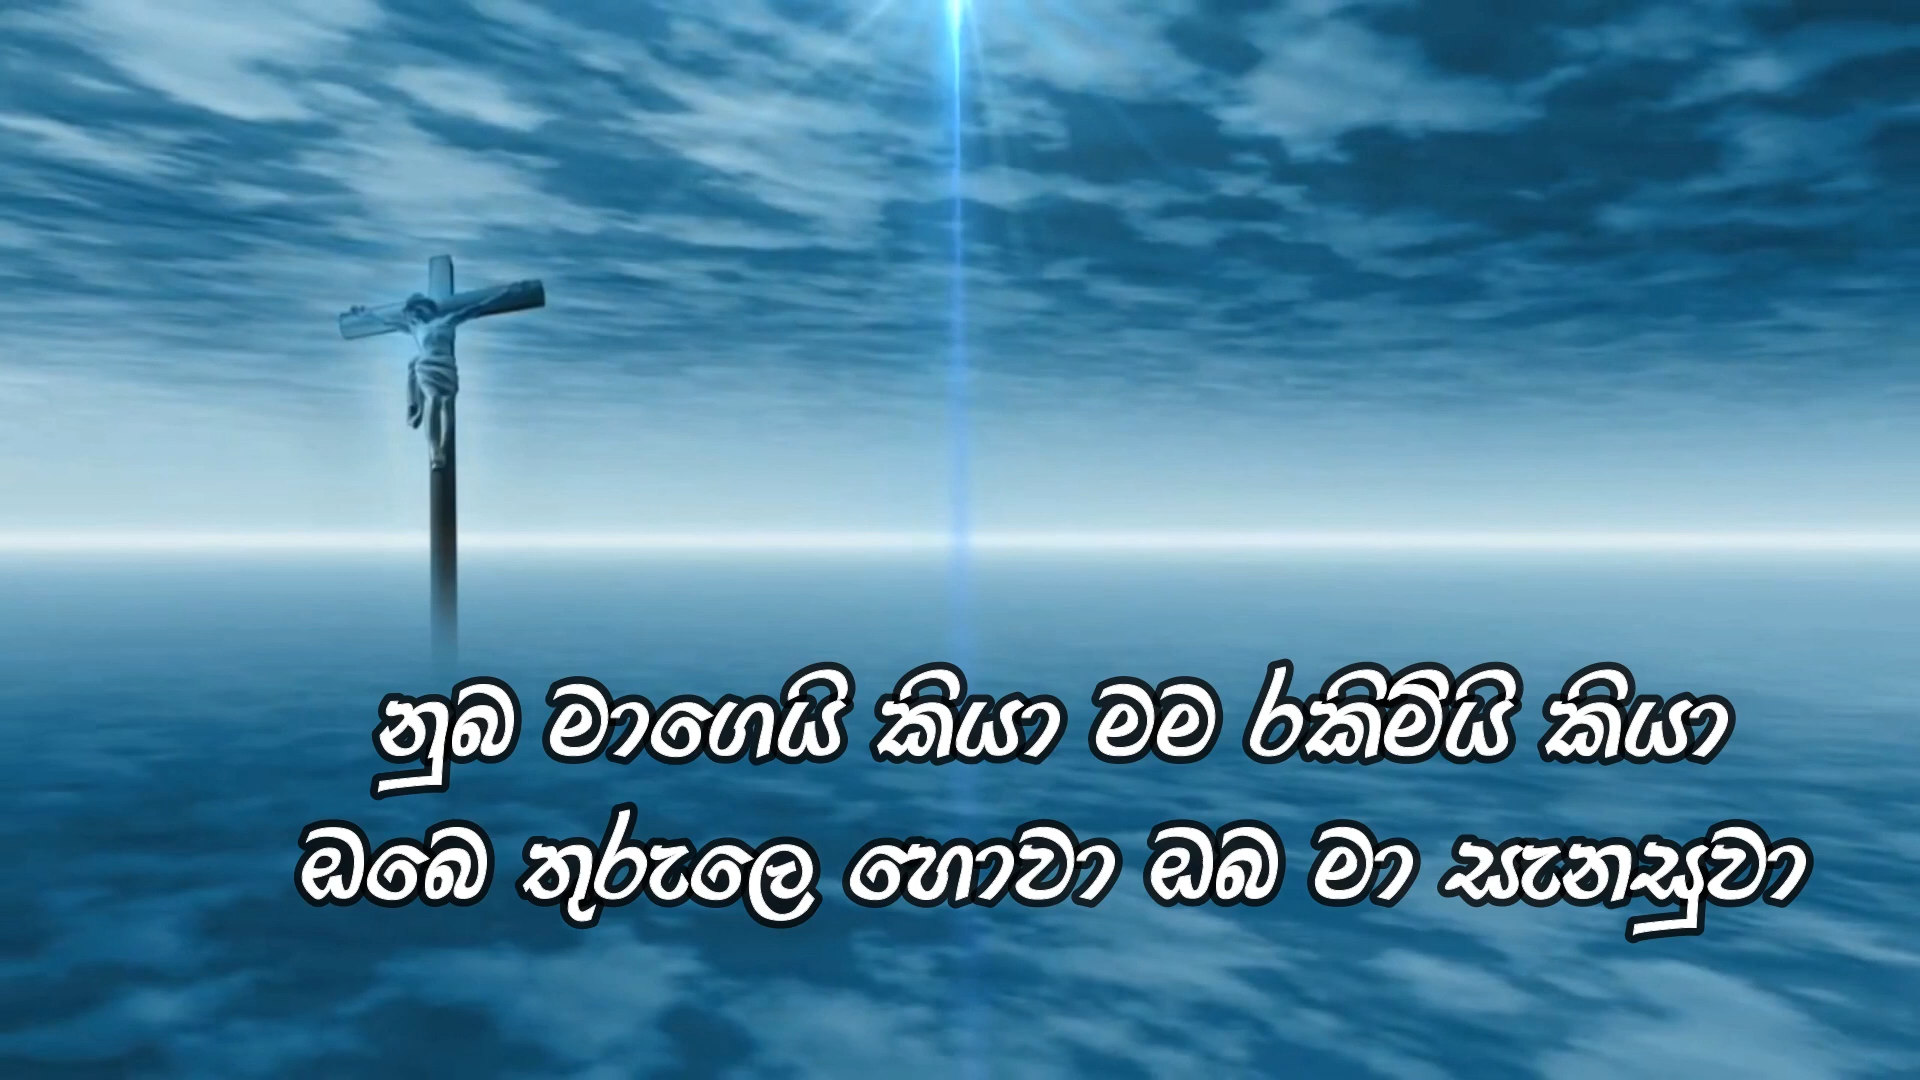 නුබ මාගෙයි කියා මම රකිමියි කියා
ඔබෙ තුරුලෙ හොවා ඔබ මා සැනසුවා